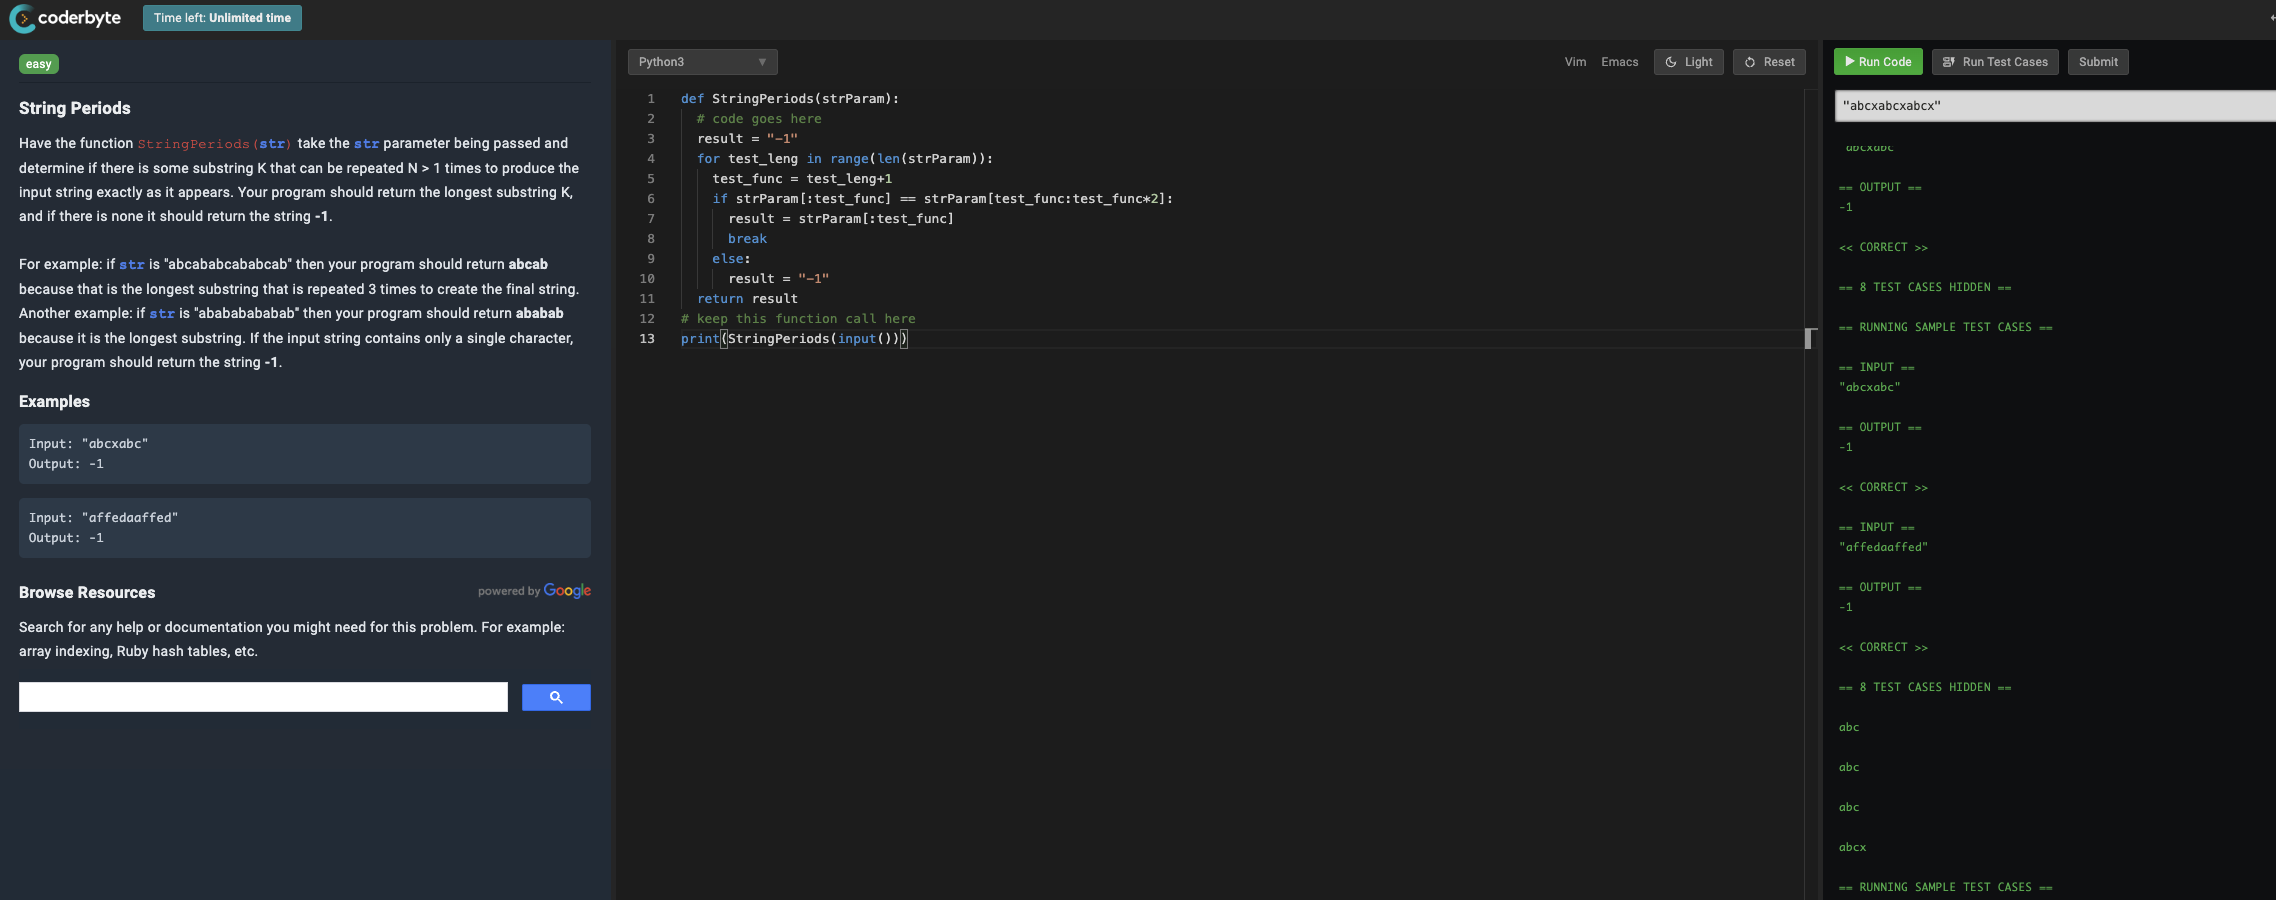 coderbyte
Time left: Unlimited time
easy
String Periods
Have the function StringPeriods(str) take the str parameter being passed and
determine if there is some substring K that can be repeated N > 1 times to produce the
input string exactly as it appears. Your program should return the longest substring K,
and if there is none it should return the string -1.
For example: if str is "abcababcababcab" then your program should return abcab
because that is the longest substring that is repeated 3 times to create the final string.
Another example: if str is "abababababab" then your program should return ababab
because it is the longest substring. If the input string contains only a single character,
your program should return the string -1.
Examples
Input: "abcxabc"
Output: -1
Input: "affedaaffed"
Output: -1
Browse Resources
powered by Google
Search for any help or documentation you might need for this problem. For example:
array indexing, Ruby hash tables, etc.
Python3
Vim
Emacs
Light
Reset
1 def StringPeriods(strParam):
2 # code goes here
3 result = "-1"
4 for test_leng in range(len(strParam)):
5 test_func = test_leng+1
6 if strParam[:test_func] == strParam[test_func:test_func*2]:
7 result = strParam[:test_func]
8 break
9 else:
10 result = "-1"
11 return result
12 # keep this function call here
13 print(StringPeriods(input()))
Run Code
Run Test Cases
Submit
"abcxabcxabcx"
"abcxabc"
== OUTPUT ==
-1
<< CORRECT >>
== 8 TEST CASES HIDDEN ==
== RUNNING SAMPLE TEST CASES ==
== INPUT ==
"abcxabc"
== OUTPUT ==
-1
<< CORRECT >>
== INPUT ==
"affedaaffed"
== OUTPUT ==
-1
<< CORRECT >>
== 8 TEST CASES HIDDEN ==
abc
abc
abc
abcx
== RUNNING SAMPLE TEST CASES ==